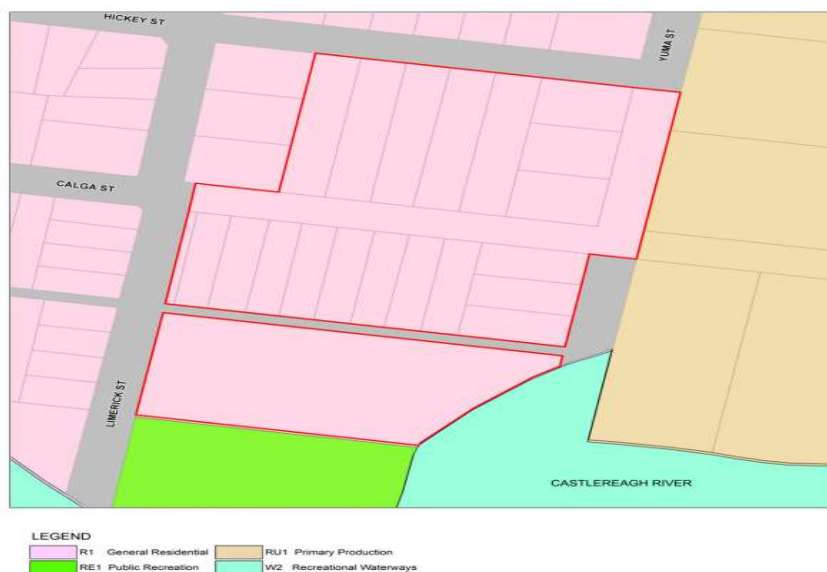 HICKEY ST
YUMA ST
CALGA ST
LIMERICK ST
CASTLEREAGH RIVER
LEGEND
R1 General Residential
RU1 Primary Production
RE1 Public Recreation
W2 Recreational Waterways